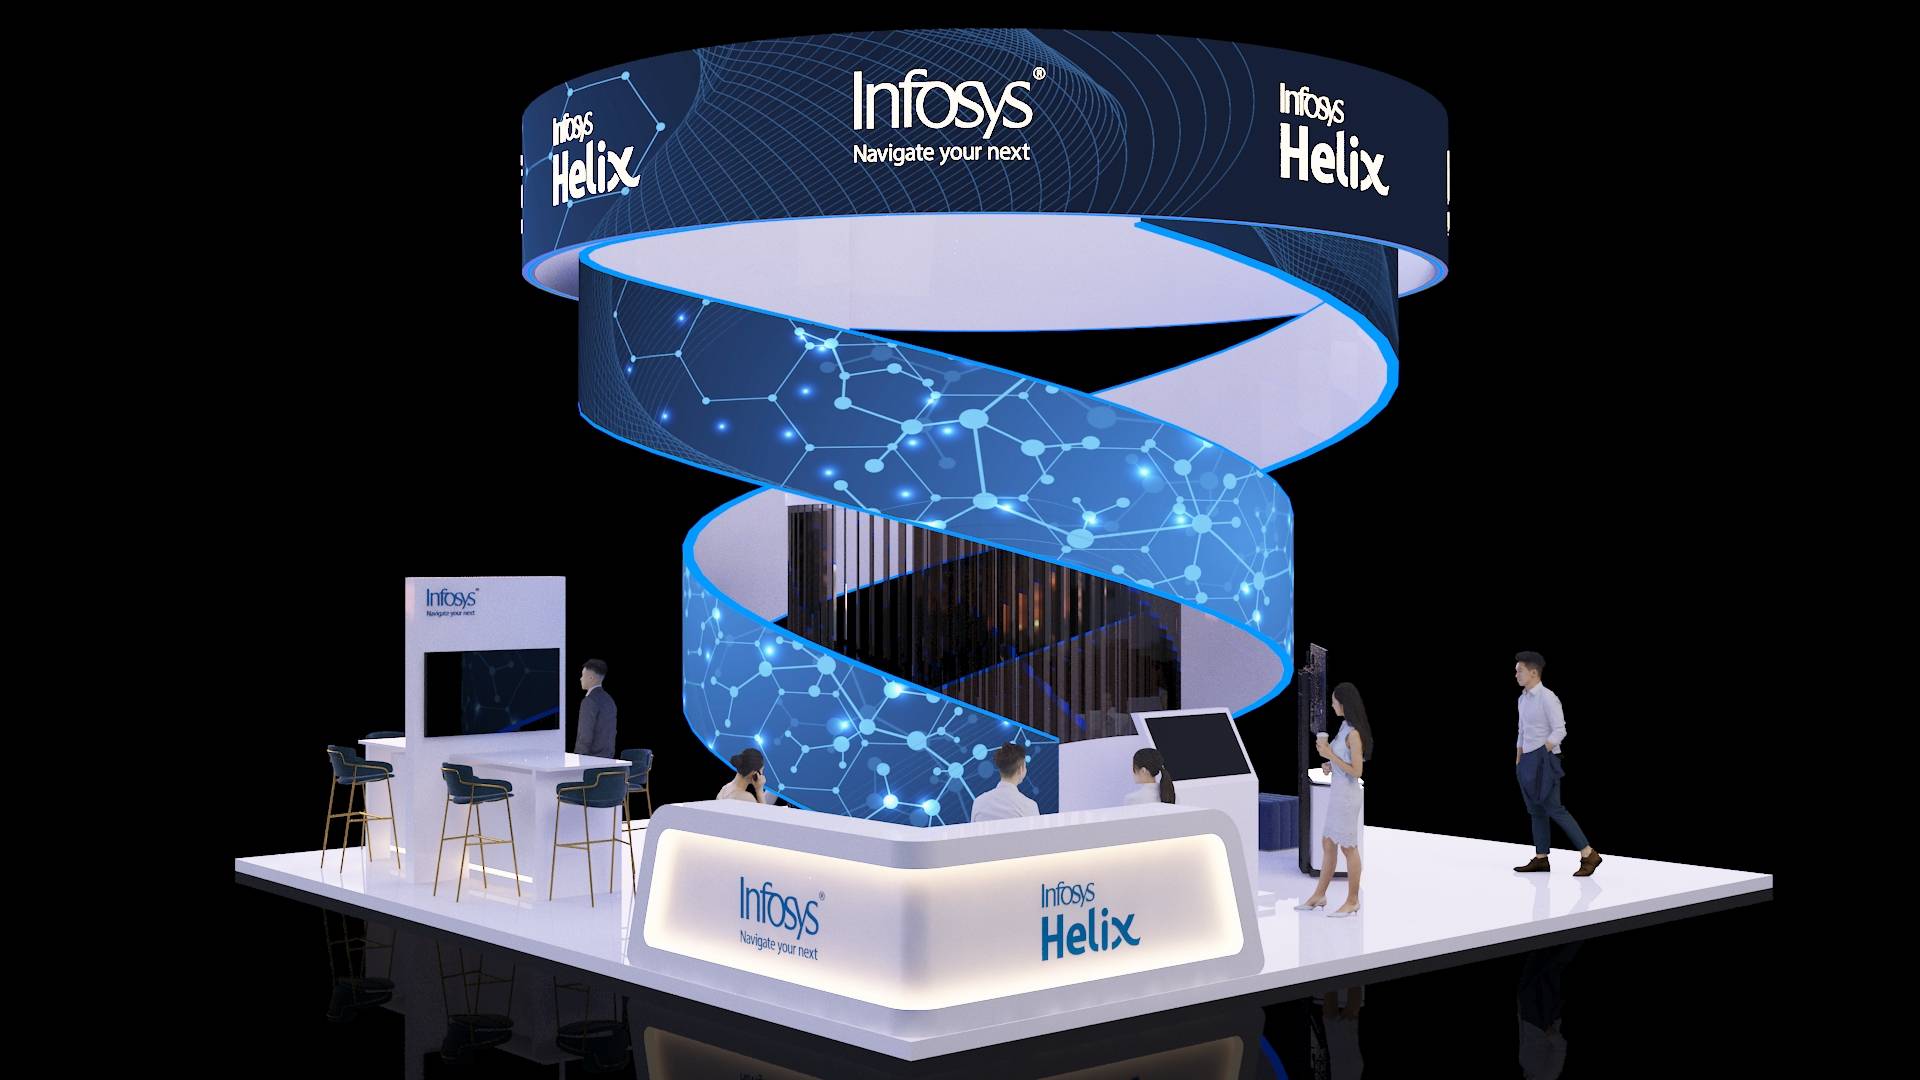 Infosys®
Navigate your next
Infosys
Helix
Infosys
Helix
Infosys
Navigate your next
Infosys®
Navigate your next
Infosys
Helix